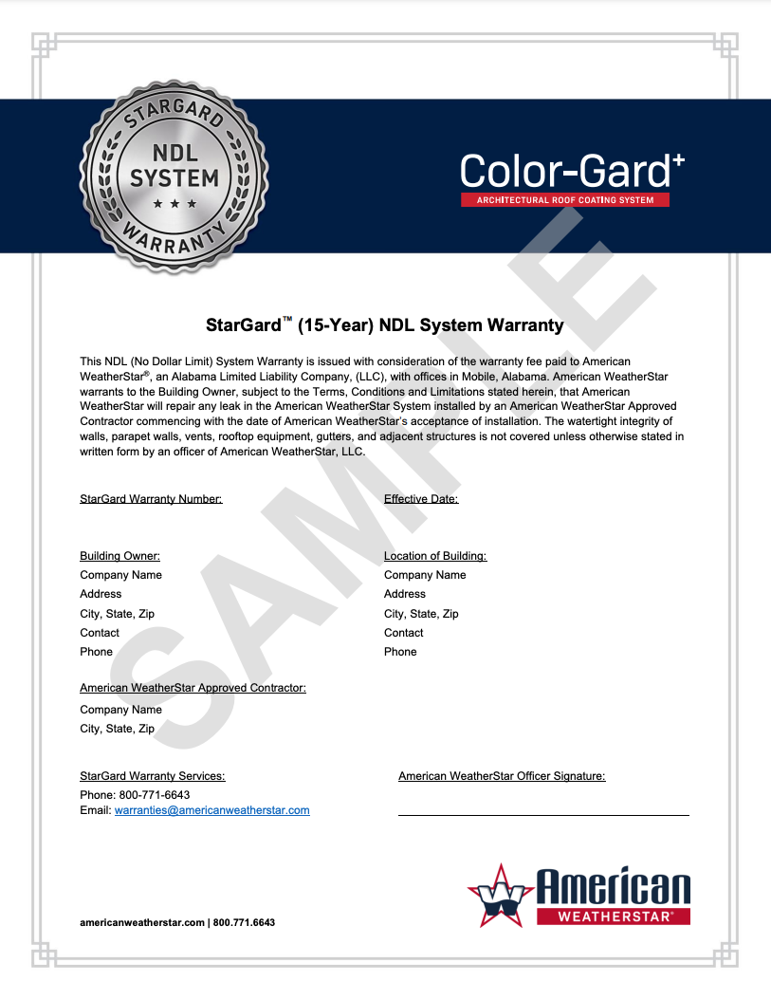 STARGARD
NDL
SYSTEM
WARRANTY
Color-Gard+
ARCHITECTURAL ROOF COATING SYSTEM
SAMPLE
StarGard™ (15-Year) NDL System Warranty
This NDL (No Dollar Limit) System Warranty is issued with consideration of the warranty fee paid to American
WeatherStar®, an Alabama Limited Liability Company, (LLC), with offices in Mobile, Alabama. American WeatherStar
warrants to the Building Owner, subject to the Terms, Conditions and Limitations stated herein, that American
WeatherStar will repair any leak in the American WeatherStar System installed by an American WeatherStar Approved
Contractor commencing with the date of American WeatherStar's acceptance of installation. The watertight integrity of
walls, parapet walls, vents, rooftop equipment, gutters, and adjacent structures is not covered unless otherwise stated in
written form by an officer of American WeatherStar, LLC.
StarGard Warranty Number:
Effective Date:
Building Owner:
Company Name
Address
City, State, Zip
Contact
Phone
Location of Building:
Company Name
Address
City, State, Zip
Contact
Phone
American WeatherStar Approved Contractor:
Company Name
City, State, Zip
StarGard Warranty Services:
Phone: 800-771-6643
Email: warranties@americanweatherstar.com
American WeatherStar Officer Signature:
W
American
WEATHERSTAR®
americanweatherstar.com | 800.771.6643